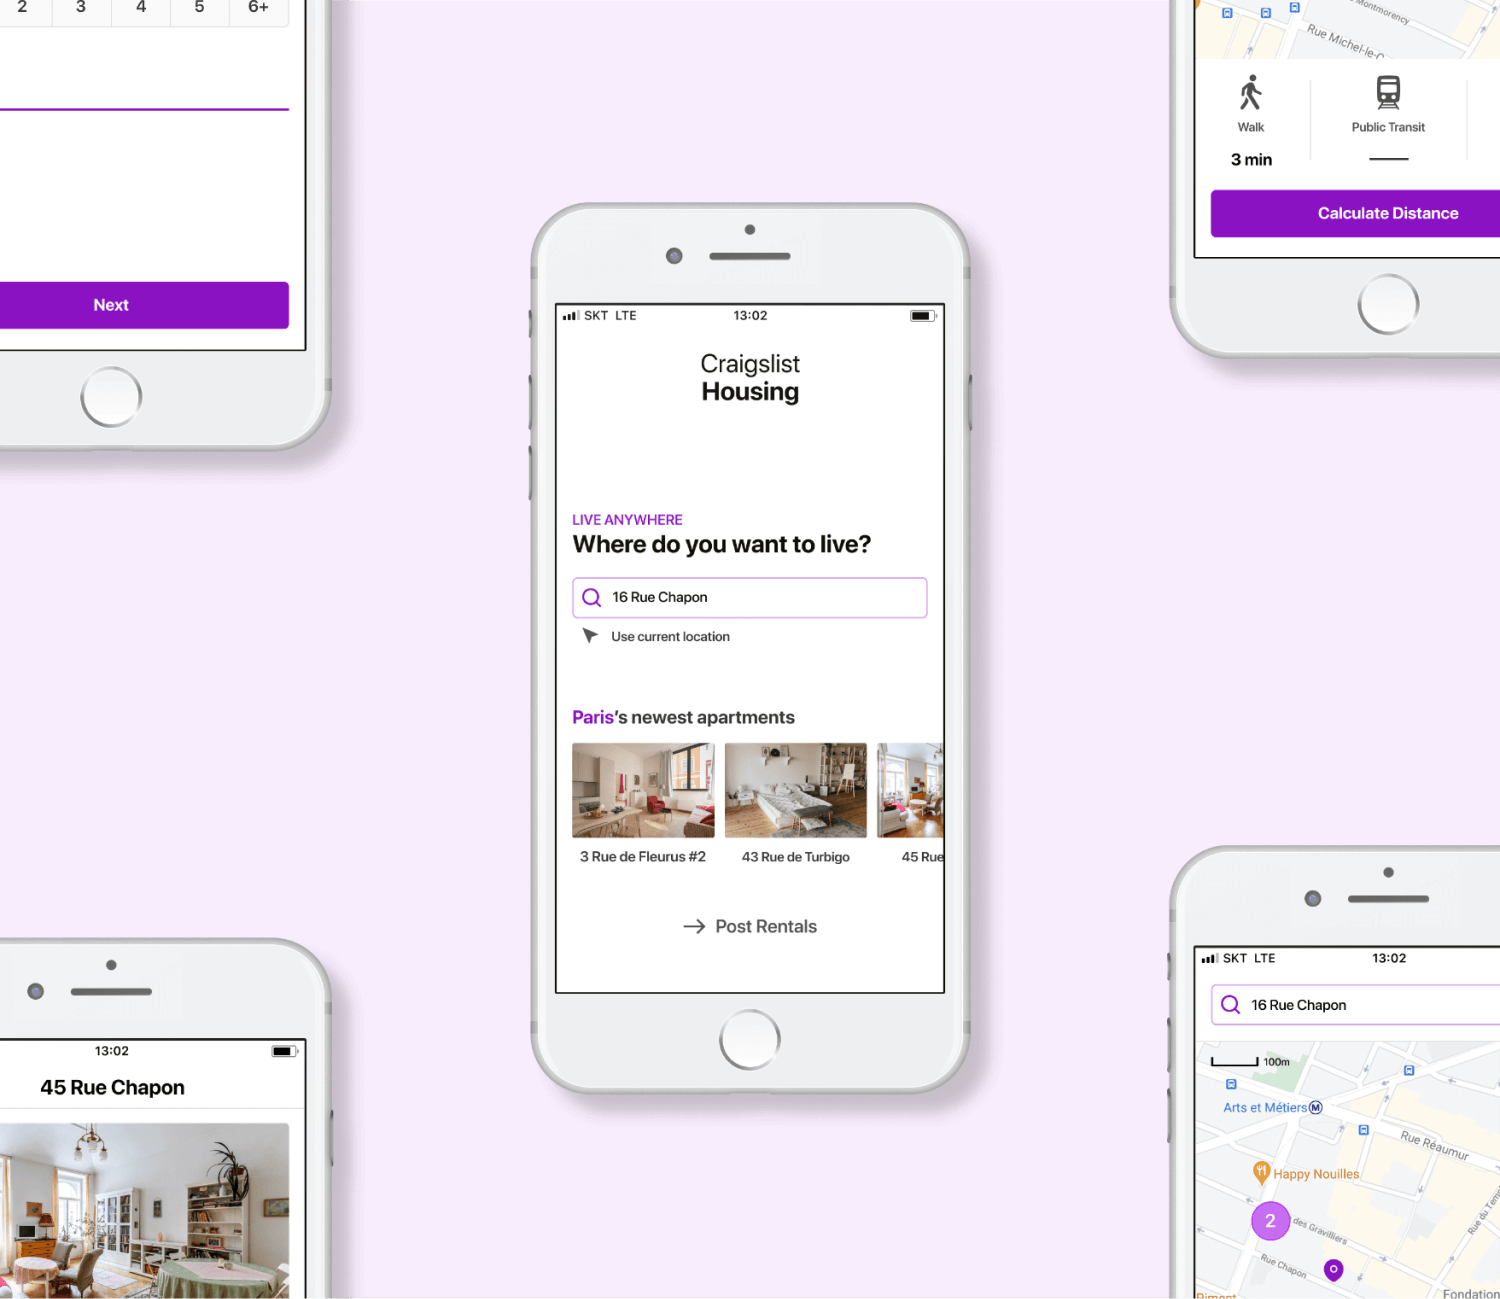 2 3 4 5 6+
Next
Rue Michel-le-C
Walk
Public Transit
3 min
Calculate Distance
SKT LTE
13:02
Craigslist
Housing
LIVE ANYWHERE
Where do you want to live?
16 Rue Chapon
Use current location
Paris's newest apartments
3 Rue de Fleurus #2
43 Rue de Turbigo
45 Rue
Post Rentals
13:02
45 Rue Chapon
SKT LTE
13:02
16 Rue Chapon
100m
Arts et Métiers M
Rue Réaumur
Happy Nouilles
2
des Gravilliers
Rue du Tem
Rue Chapon
Piment
Fondation